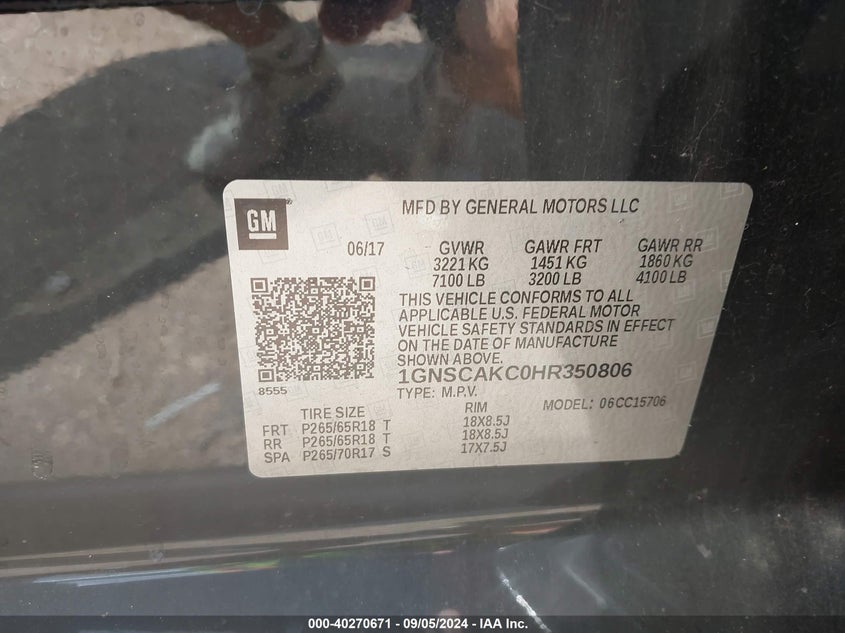 GM
MFD BY GENERAL MOTORS LLC
06/17 GVWR GAWR FRT GAWR RR
3221 KG 1451 KG 1860 KG
7100 LB 3200 LB 4100 LB
THIS VEHICLE CONFORMS TO ALL
APPLICABLE U.S. FEDERAL MOTOR
VEHICLE SAFETY STANDARDS IN EFFECT
ON THE DATE OF MANUFACTURE
SHOWN ABOVE.
1GNSCAKC0HR350806
8555
TYPE: M.P.V. MODEL: 06CC15706
TIRE SIZE RIM
FRT P265/65R18 T 18X8.5J
RR P265/65R18 T 18X8.5J
SPA P265/70R17 S 17X7.5J
000-40270671 - 09/05/2024 - IAA Inc.